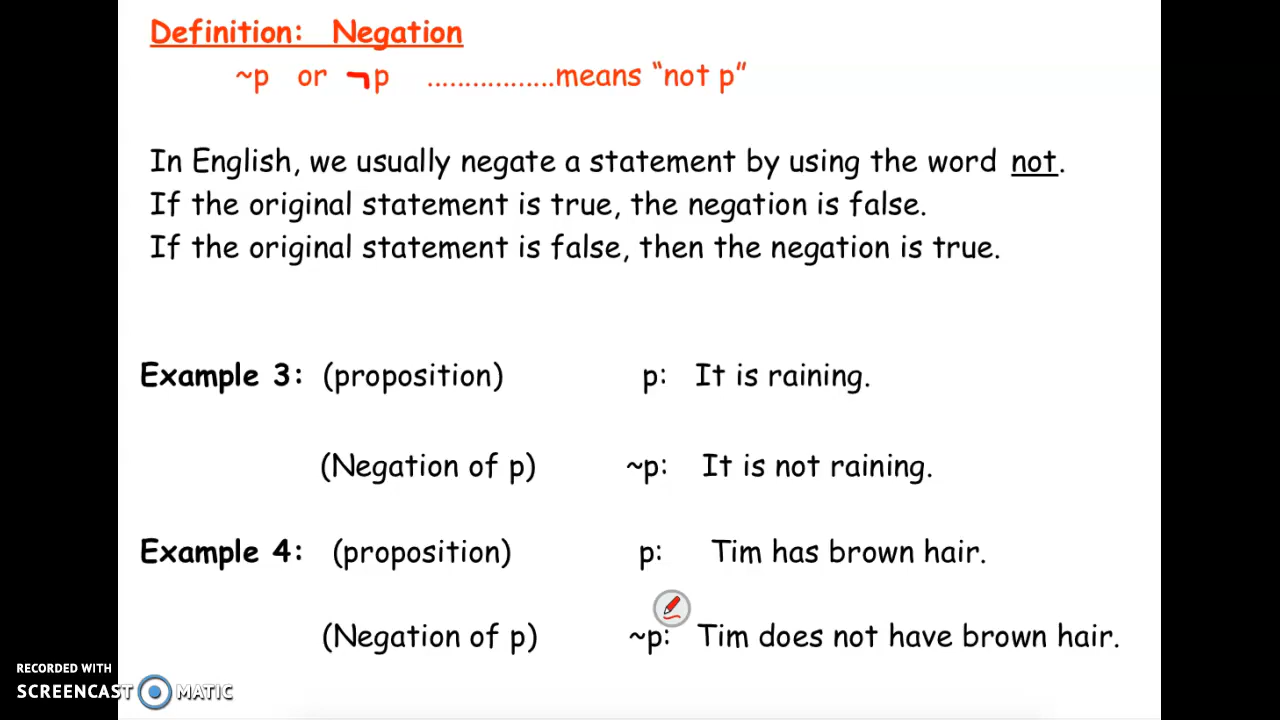 Definition: Negation
~p or ¬p .................means “not p”
In English, we usually negate a statement by using the word not.
If the original statement is true, the negation is false.
If the original statement is false, then the negation is true.
Example 3: (proposition) p: It is raining.
(Negation of p) ~p: It is not raining.
Example 4: (proposition) p: Tim has brown hair.
(Negation of p) ~p: Tim does not have brown hair.
RECORDED WITH
SCREENCAST MATIC